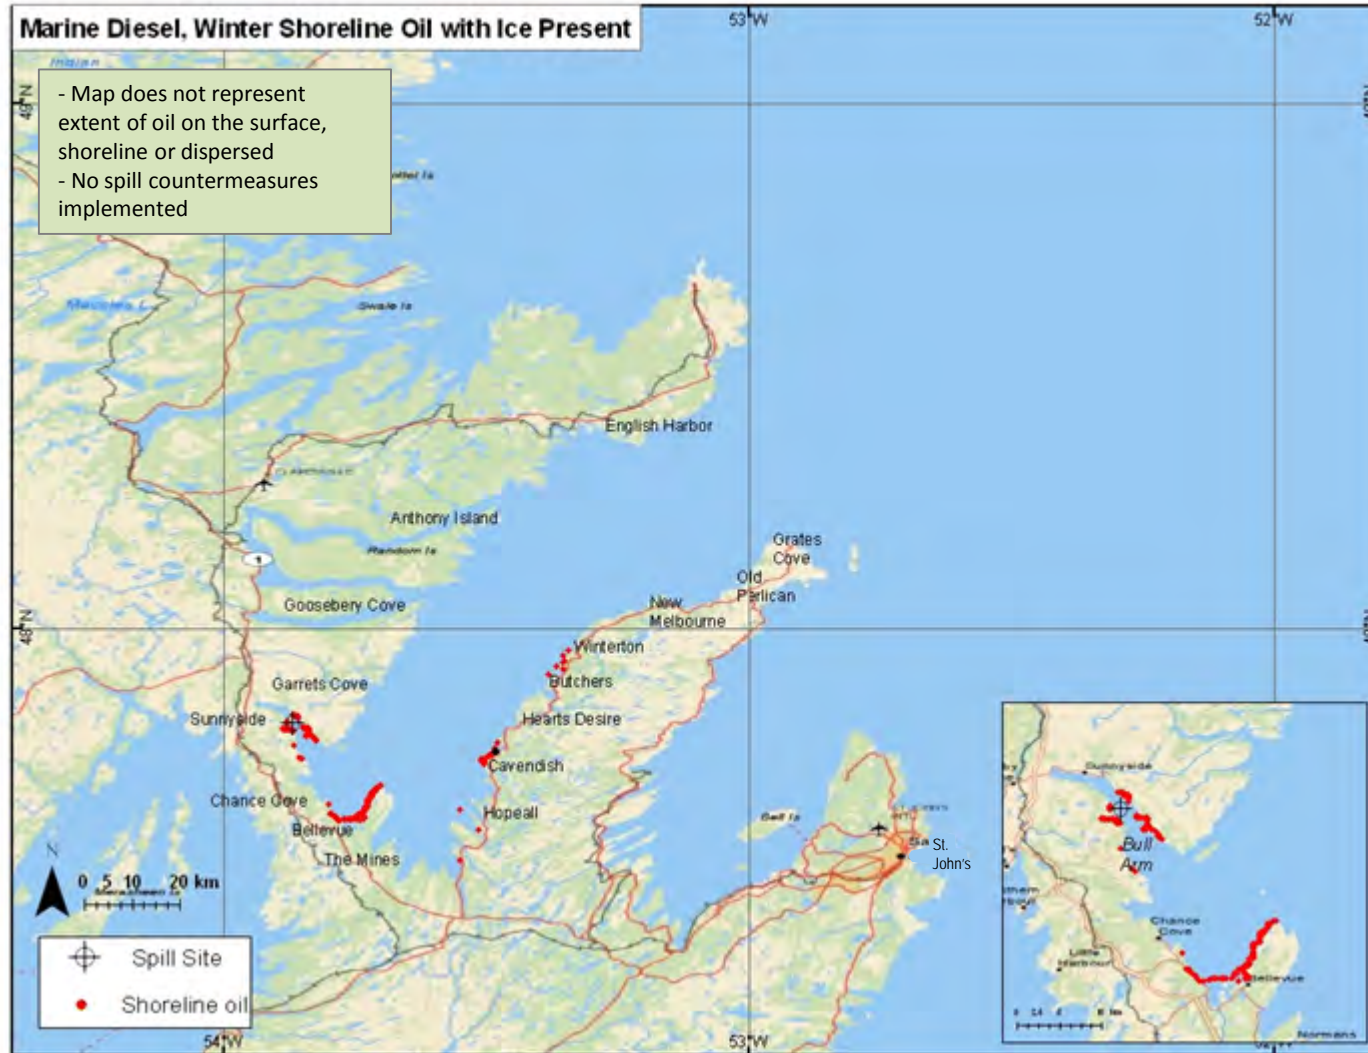 Marine Diesel, Winter Shoreline Oil with Ice Present
53°W
52°W
Indian
- Map does not represent
extent of oil on the surface,
shoreline or dispersed
- No spill countermeasures
implemented
Swale Is
English Harbor
Anthony Island
Random Is
1
Grates
Cove
Old
Perlican
Goosebery Cove
New
Melbourne
48°N
Winterton
Garrets Cove
Butchers
Sunnyside
Hearts Desire
Cavendish
Chance Cove
Hopeall
Bellevue
The Mines
Bell Is
St.
John's
N
0 5 10 20 km
Spill Site
Shoreline oil
54°W
53°W
Sunnyside
Bull
Arm
Chance
Cove
Little
Harbour
Bellevue
Normans